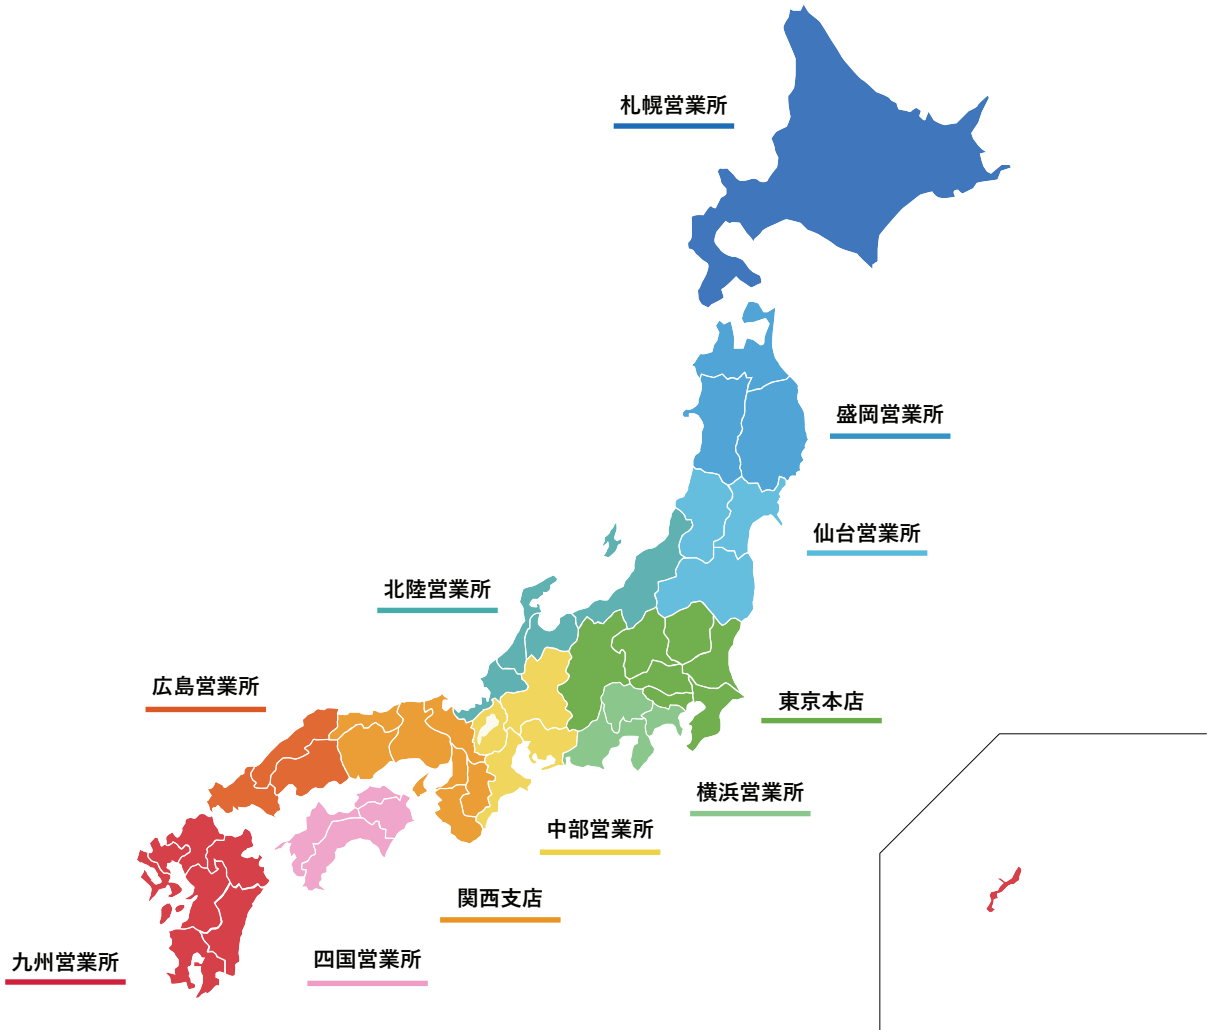 札幌営業所
盛岡営業所
仙台営業所
北陸営業所
広島営業所
東京本店
横浜営業所
中部営業所
関西支店
四国営業所
九州営業所